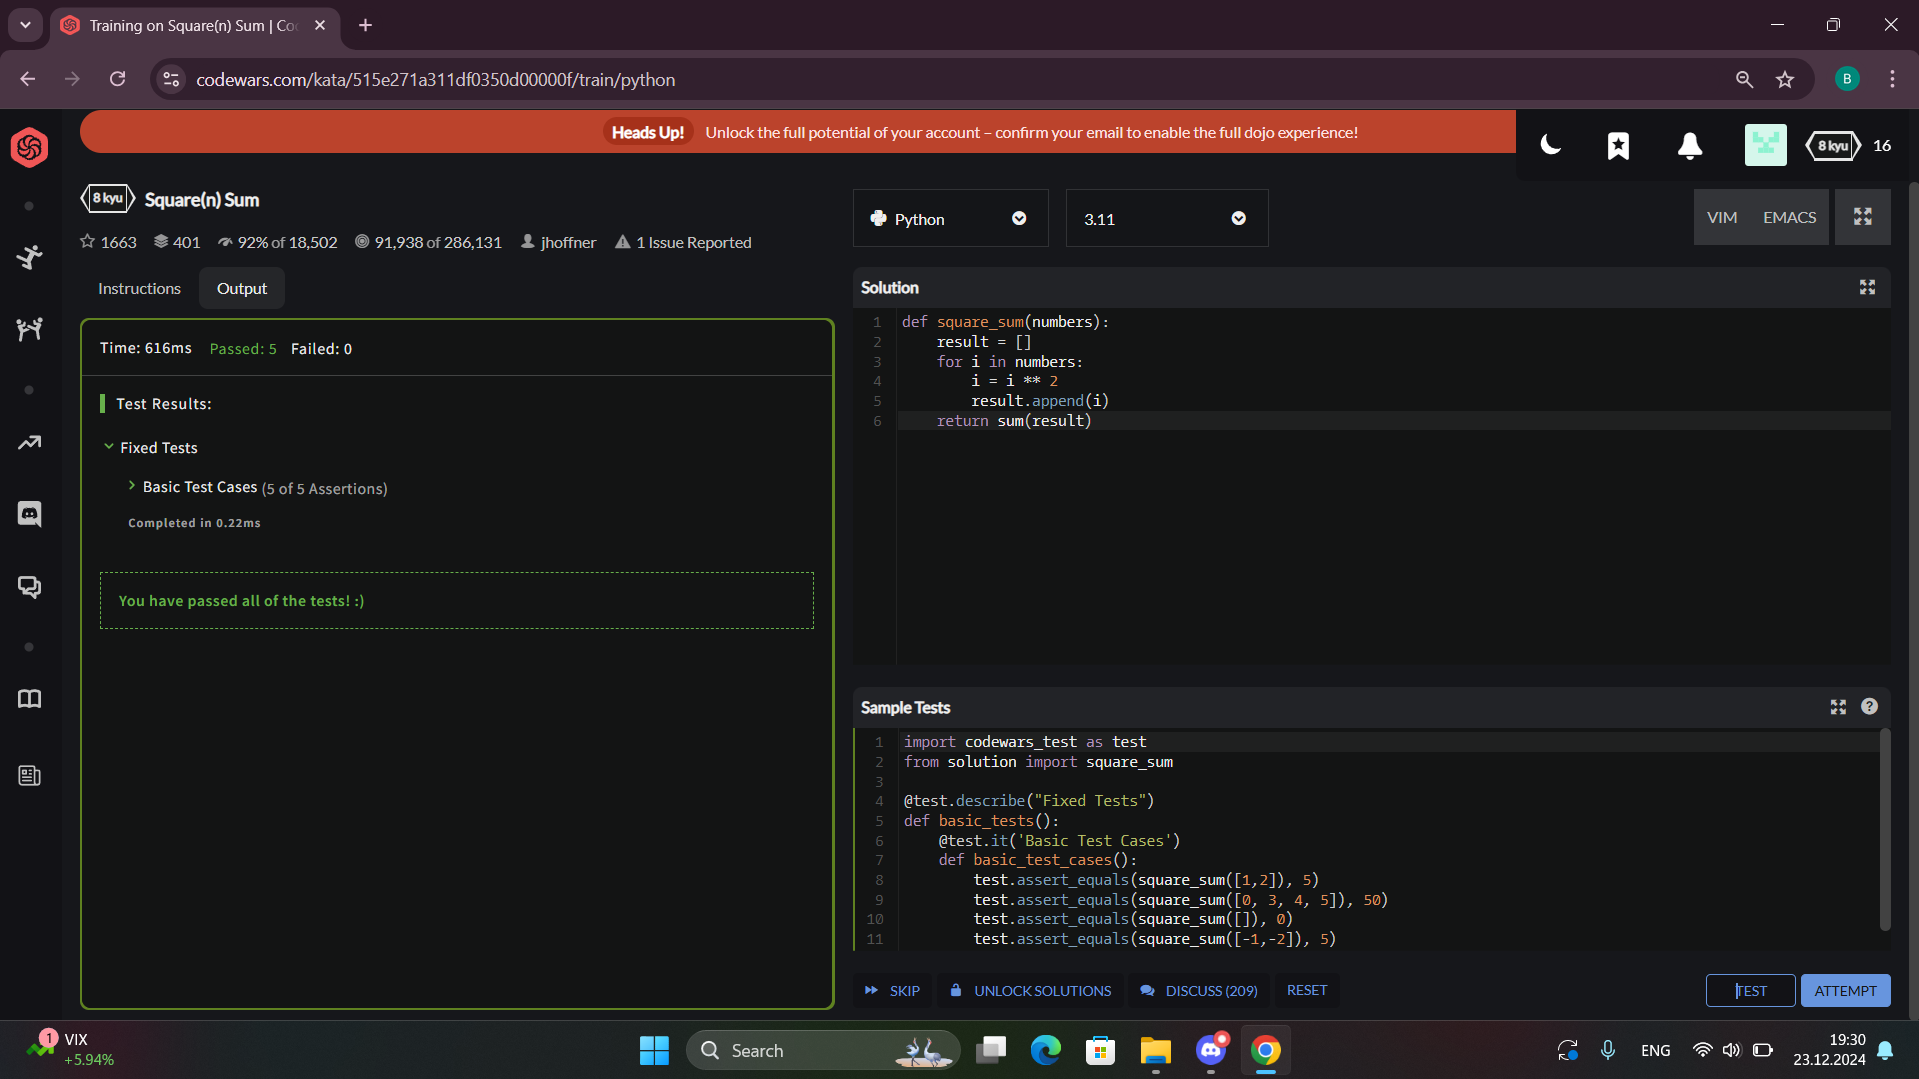 Training on Square(n) Sum | Co
codewars.com/kata/515e271a311df0350d00000f/train/python
B
Heads Up! Unlock the full potential of your account – confirm your email to enable the full dojo experience!
8 kyu 16
8 kyu Square(n) Sum
1663 401 92% of 18,502 91,938 of 286,131 jhoffner 1 Issue Reported
Python
3.11
VIM EMACS
Instructions Output
Time: 616ms Passed: 5 Failed: 0
Test Results:
Fixed Tests
Basic Test Cases (5 of 5 Assertions)
Completed in 0.22ms
You have passed all of the tests! :)
Solution
1 def square_sum(numbers):
2     result = []
3     for i in numbers:
4         i = i ** 2
5         result.append(i)
6     return sum(result)
Sample Tests
?
1 import codewars_test as test
2 from solution import square_sum
3
4 @test.describe("Fixed Tests")
5 def basic_tests():
6     @test.it('Basic Test Cases')
7     def basic_test_cases():
8         test.assert_equals(square_sum([1,2]), 5)
9         test.assert_equals(square_sum([0, 3, 4, 5]), 50)
10         test.assert_equals(square_sum([]), 0)
11         test.assert_equals(square_sum([-1,-2]), 5)
SKIP UNLOCK SOLUTIONS DISCUSS (209) RESET
TEST ATTEMPT
1 VIX
+5.94%
Search
ENG
19:30
23.12.2024